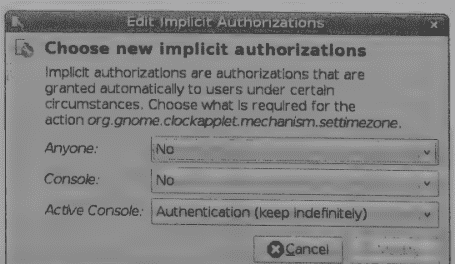 Edit Implicit Authorizations
Choose new implicit authorizations
Implicit authorizations are authorizations that are
granted automatically to users under certain
circumstances. Choose what is required for the
action org.gnome.clockapplet.mechanism.settimezone.
Anyone: No
Console: No
Active Console: Authentication (keep indefinitely)
Cancel